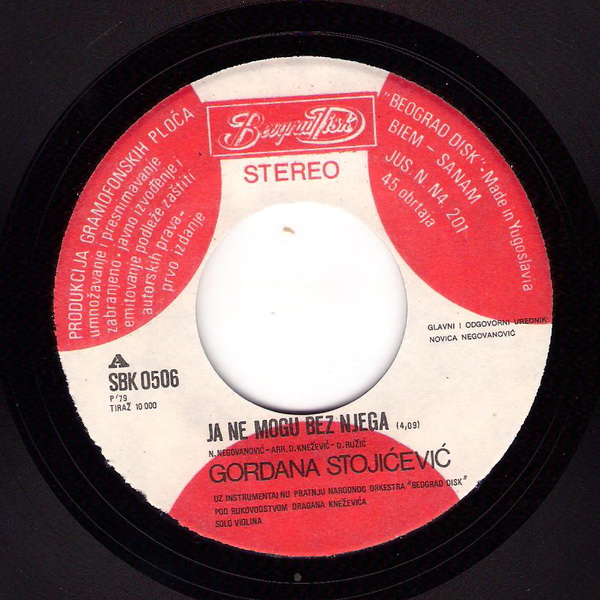 Beograd Disk
STEREO
PRODUKCIJA GRAMOFONSKIH PLOČA
umnožavanje i presnimavanje
zabranjeno · javno izvođenje i
emitovanje podleže zaštiti
autorskih prava.
prvo izdanje
"BEOGRAD DISK"·Made in Yugoslavia
BIEM – SANAM
JUS N N4 201
45 obrtaja
GLAVNI I ODGOVORNI UREDNIK:
NOVICA NEGOVANOVIĆ
A
SBK 0506
P/79
TIRAŽ 10 000
JA NE MOGU BEZ NJEGA (4,09)
N. NEGOVANOVIĆ–ARR. D. KNEŽEVIĆ – D. RUŽIĆ
GORDANA STOJIĆEVIĆ
UZ INSTRUMENTALNU PRATNJU NARODNOG ORKESTRA "BEOGRAD DISK"
POD RUKOVODSTVOM DRAGANA KNEŽEVIĆA
SOLO VIOLINA